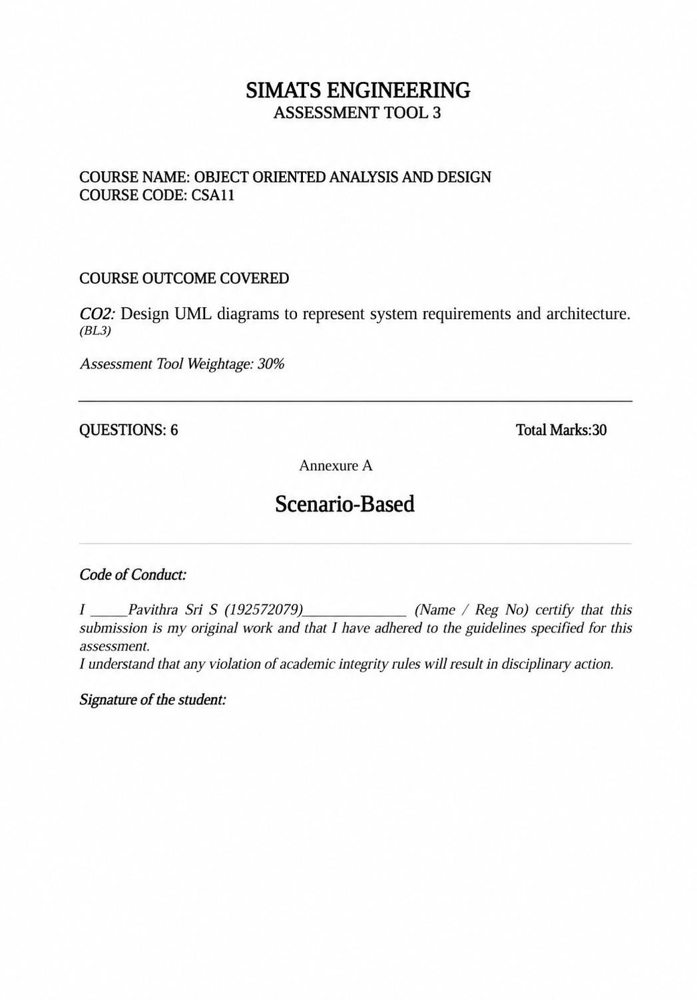 SIMATS ENGINEERING
ASSESSMENT TOOL 3
COURSE NAME: OBJECT ORIENTED ANALYSIS AND DESIGN
COURSE CODE: CSA11
COURSE OUTCOME COVERED
CO2: Design UML diagrams to represent system requirements and architecture.
(BL3)
Assessment Tool Weightage: 30%
QUESTIONS: 6 Total Marks:30
Annexure A
Scenario-Based
Code of Conduct:
I _____Pavithra Sri S (192572079)______________ (Name / Reg No) certify that this
submission is my original work and that I have adhered to the guidelines specified for this
assessment.
I understand that any violation of academic integrity rules will result in disciplinary action.
Signature of the student: